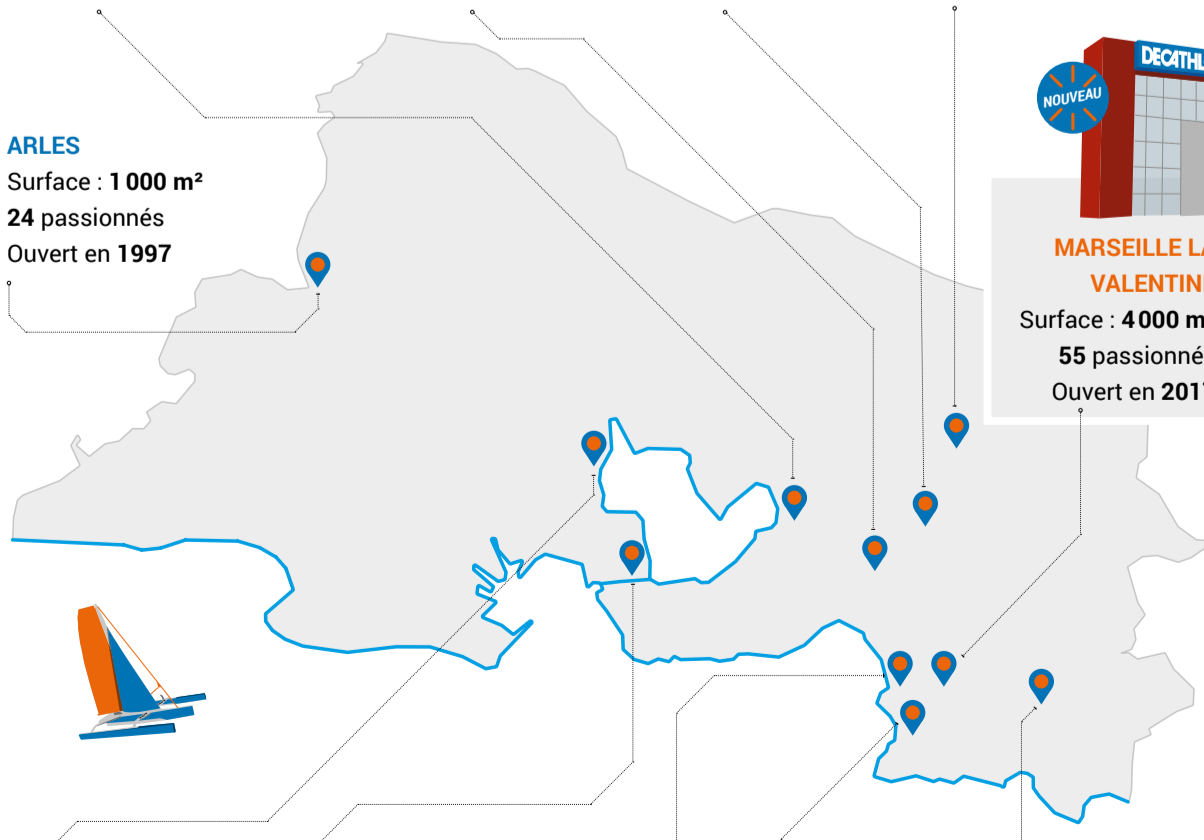 DECATHL
NOUVEAU
ARLES
Surface : 1 000 m²
24 passionnés
Ouvert en 1997
MARSEILLE LA
VALENTIN
Surface : 4 000 m
55 passionné
Ouvert en 201